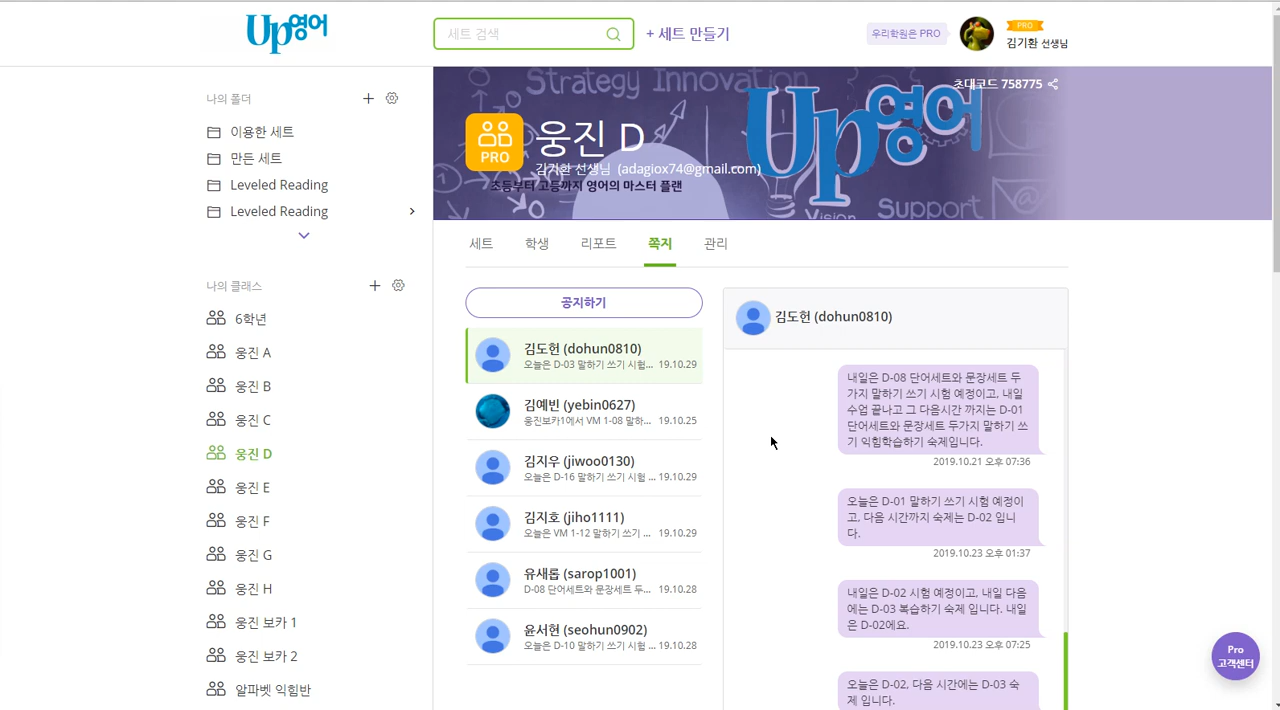 Up영어
세트 검색
+ 세트 만들기
우리학원은 PRO
PRO
김기환 선생님
나의 폴더
이용한 세트
만든 세트
Leveled Reading
Leveled Reading
나의 클래스
6학년
웅진 A
웅진 B
웅진 C
웅진 D
웅진 E
웅진 F
웅진 G
웅진 H
웅진 보카 1
웅진 보카 2
알파벳 익힘반
Strategy Innovation
초대코드 758775
Up영어
PRO
웅진 D
김기환 선생님 (adagiox74@gmail.com)
초등부터 고등까지 영어의 마스터 플랜
Vision
Support
세트 학생 리포트 쪽지 관리
공지하기
김도헌 (dohun0810)
오늘은 D-03 말하기 쓰기 시험... 19.10.29
김예빈 (yebin0627)
웅진보카1에서 VM 1-08 말하... 19.10.25
김지우 (jiwoo0130)
오늘은 D-16 말하기 쓰기 시험 ... 19.10.29
김지호 (jiho1111)
오늘은 VM 1-12 말하기 쓰기 ... 19.10.29
유새롭 (sarop1001)
D-08 단어세트와 문장세트 두... 19.10.28
윤서현 (seohun0902)
오늘은 D-10 말하기 쓰기 시험 ... 19.10.28
김도헌 (dohun0810)
내일은 D-08 단어세트와 문장세트 두
가지 말하기 쓰기 시험 예정이고, 내일
수업 끝나고 그 다음시간 까지는 D-01
단어세트와 문장세트 두가지 말하기 쓰
기 익힘학습하기 숙제입니다.
2019.10.21 오후 07:36
오늘은 D-01 말하기 쓰기 시험 예정이
고, 다음 시간까지 숙제는 D-02 입니
다.
2019.10.23 오후 01:37
내일은 D-02 시험 예정이고, 내일 다음
에는 D-03 복습하기 숙제 입니다. 내일
은 D-02에요.
2019.10.23 오후 07:25
오늘은 D-02, 다음 시간에는 D-03 숙
제 입니다.
Pro
고객센터